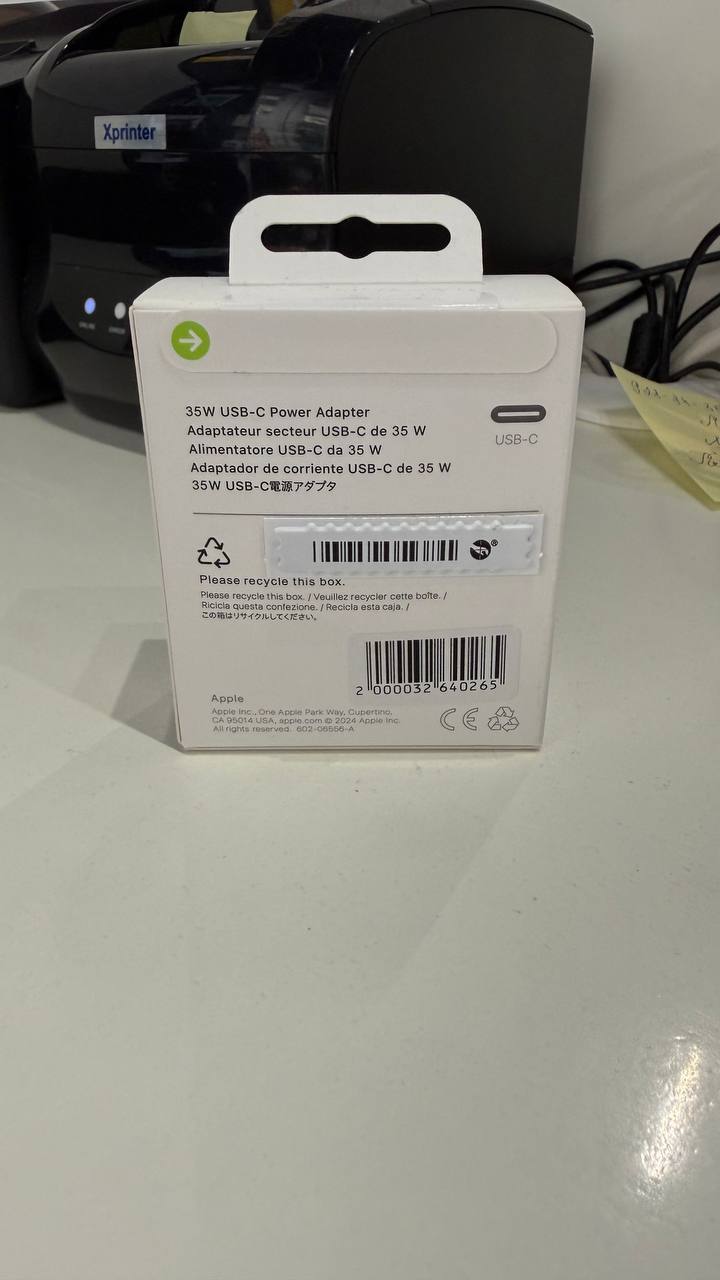 Xprinter
35W USB-C Power Adapter
Adaptateur secteur USB-C de 35 W
Alimentatore USB-C da 35 W
Adaptador de corriente USB-C de 35 W
35W USB-C電源アダプタ
USB-C
Please recycle this box.
Please recycle this box. / Veuillez recycler cette boîte. /
Ricicla questa confezione. / Recicla esta caja. /
この箱はリサイクルしてください。
2 000032 640265
Apple
Apple Inc., One Apple Park Way, Cupertino,
CA 95014 USA, apple.com © 2024 Apple Inc.
All rights reserved. 602-06556-A
CE